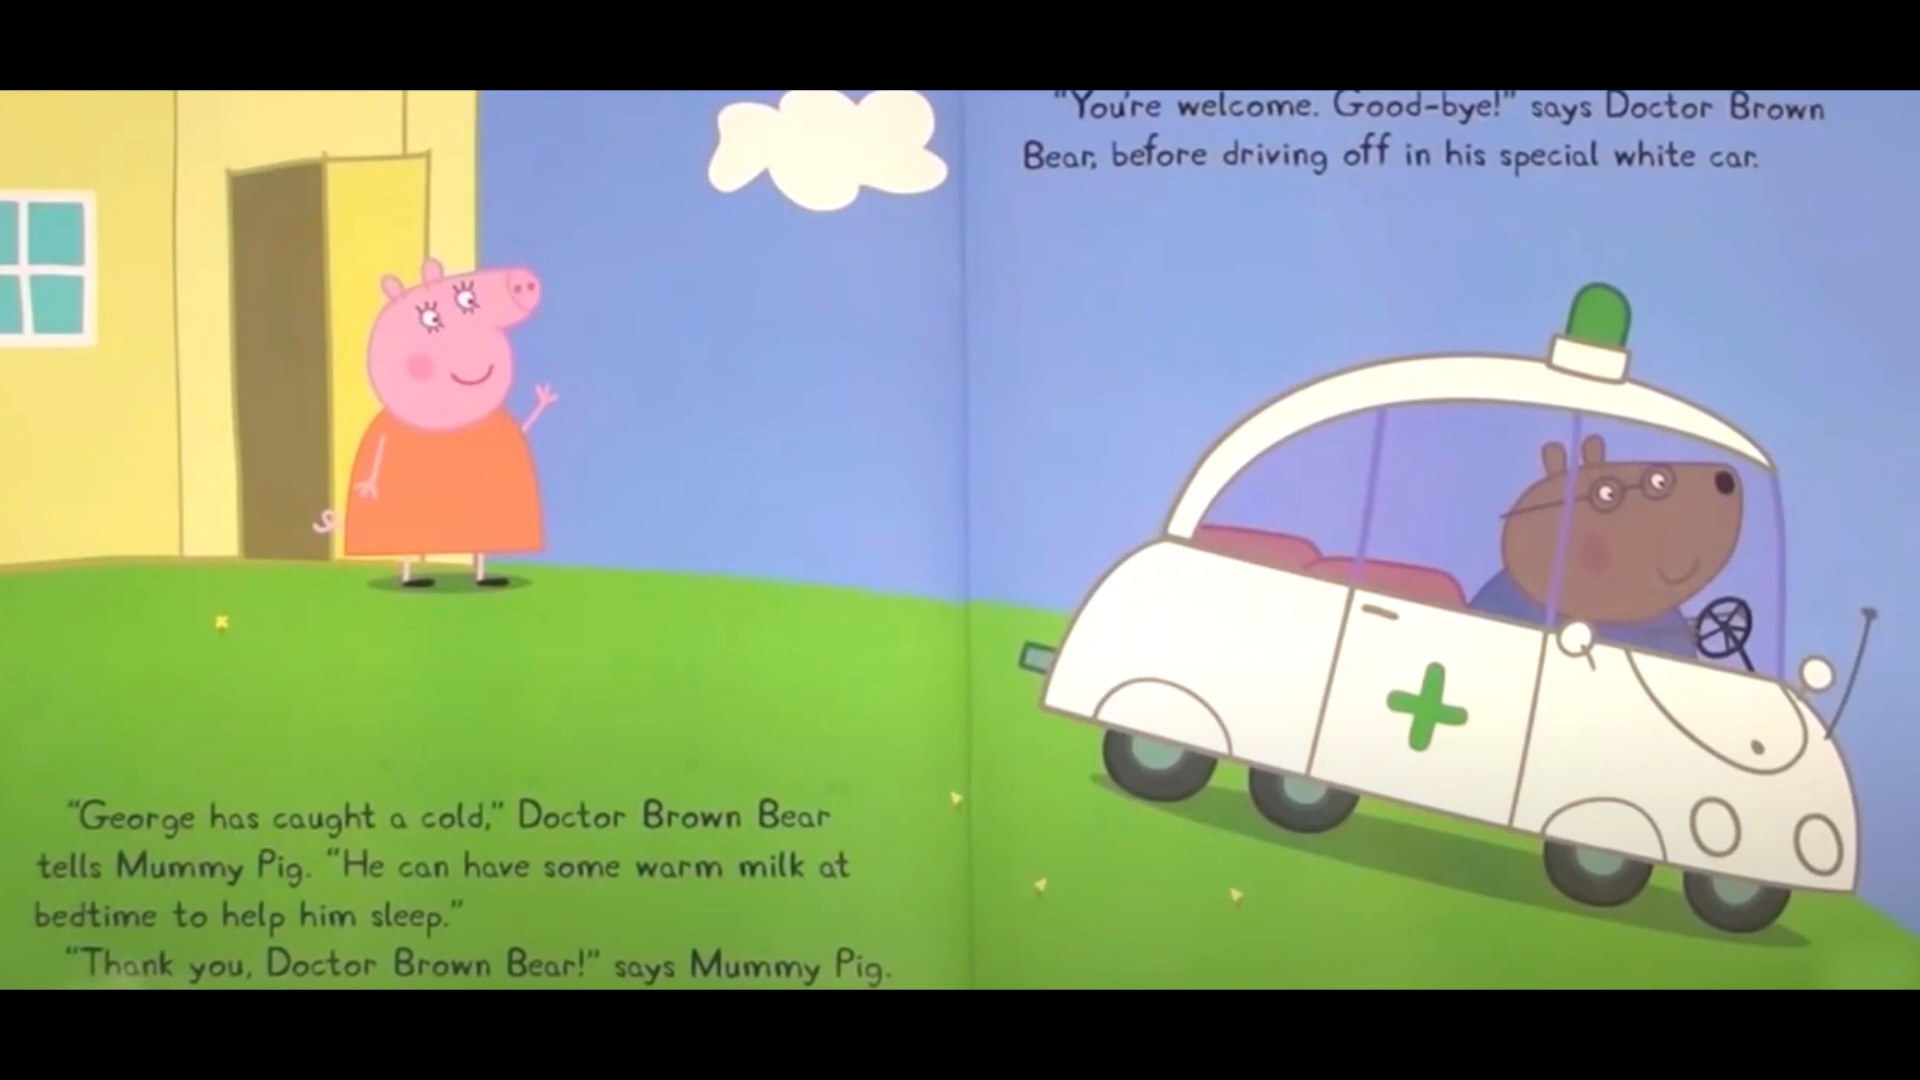 “George has caught a cold,” Doctor Brown Bear
tells Mummy Pig. “He can have some warm milk at
bedtime to help him sleep.”
“Thank you, Doctor Brown Bear!” says Mummy Pig.
“You're welcome. Good-bye!” says Doctor Brown
Bear, before driving off in his special white car.